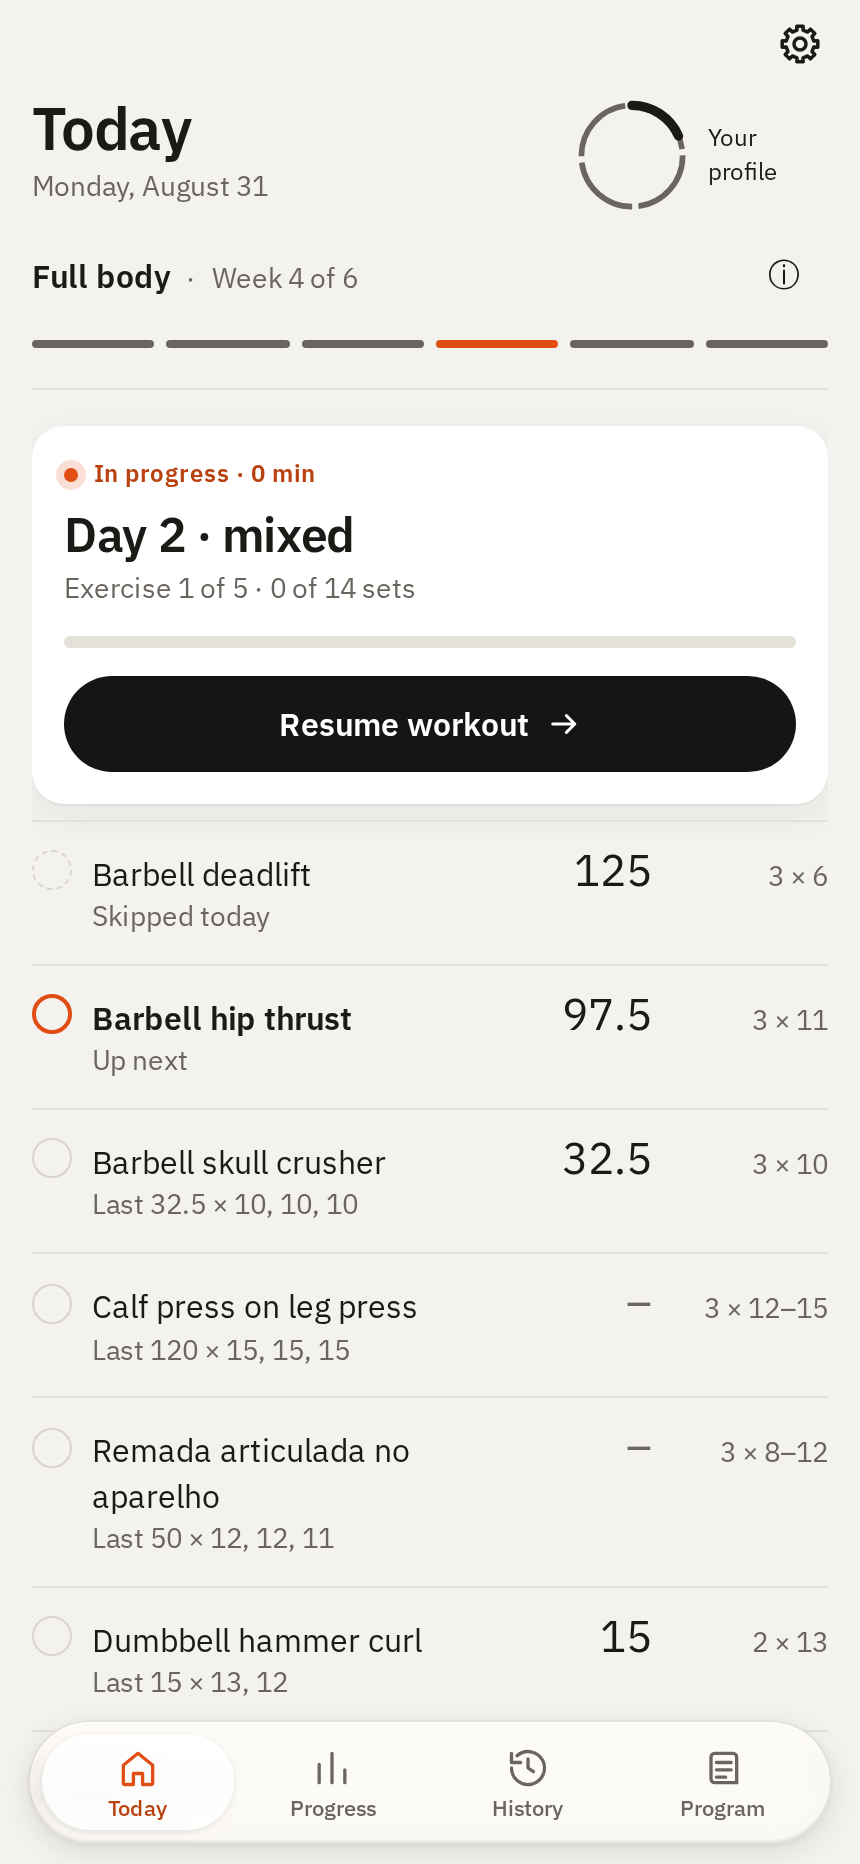 Today
Monday, August 31
Your
profile
Full body · Week 4 of 6
In progress · 0 min
Day 2 · mixed
Exercise 1 of 5 · 0 of 14 sets
Resume workout →
Barbell deadlift 125 3 × 6
Skipped today
Barbell hip thrust 97.5 3 × 11
Up next
Barbell skull crusher 32.5 3 × 10
Last 32.5 × 10, 10, 10
Calf press on leg press – 3 × 12–15
Last 120 × 15, 15, 15
Remada articulada no – 3 × 8–12
aparelho
Last 50 × 12, 12, 11
Dumbbell hammer curl 15 2 × 13
Last 15 × 13, 12
Today Progress History Program